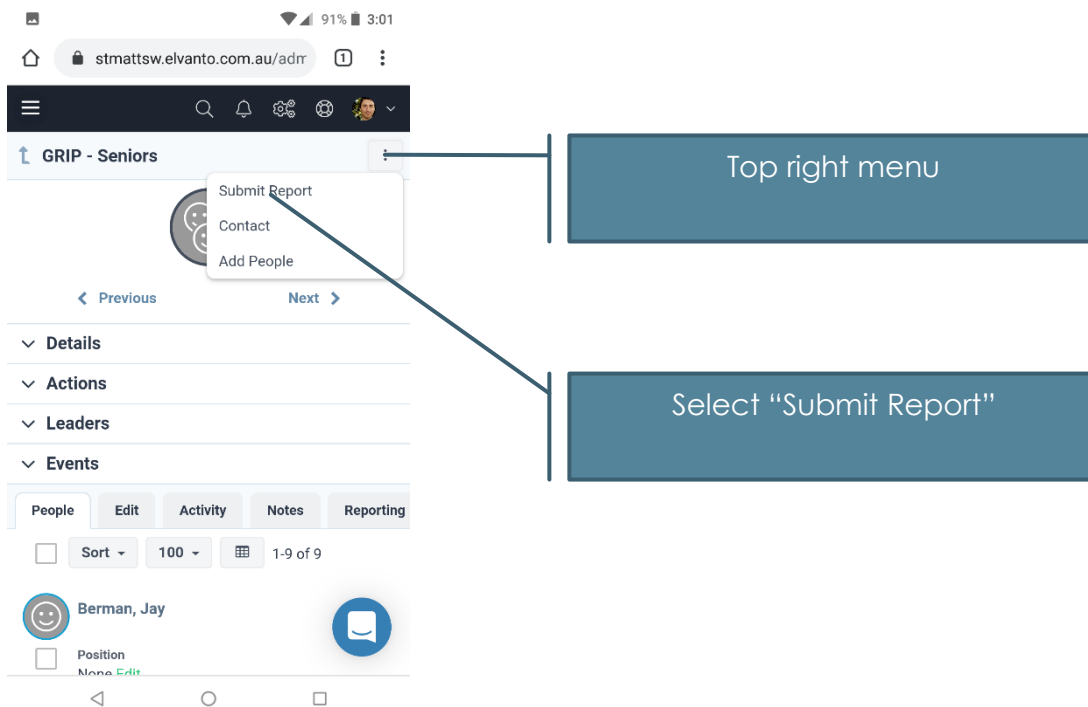 91% 3:01
stmattsw.elvanto.com.au/adm 1
GRIP - Seniors
Submit Report
Contact
Add People
Previous Next
Details
Actions
Leaders
Events
People Edit Activity Notes Reporting
Sort 100 1-9 of 9
Berman, Jay
Position
None Edit
Top right menu
Select “Submit Report”